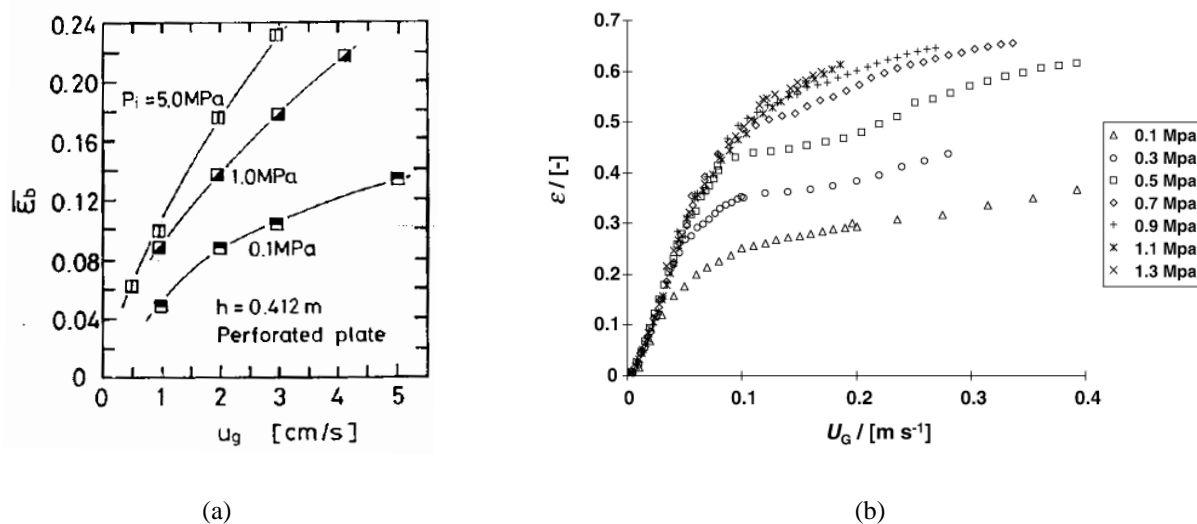 0.24
0.20
0.16
0.12
0.08
0.04
0
ε̅b
Pi = 5.0MPa
1.0MPa
0.1MPa
h = 0.412 m
Perforated plate
0 1 2 3 4 5
ug [cm/s]
(a)
0.7
0.6
0.5
0.4
0.3
0.2
0.1
0
ε / [-]
0 0.1 0.2 0.3 0.4
UG / [m s-1]
0.1 Mpa
0.3 Mpa
0.5 Mpa
0.7 Mpa
0.9 Mpa
1.1 Mpa
1.3 Mpa
(b)